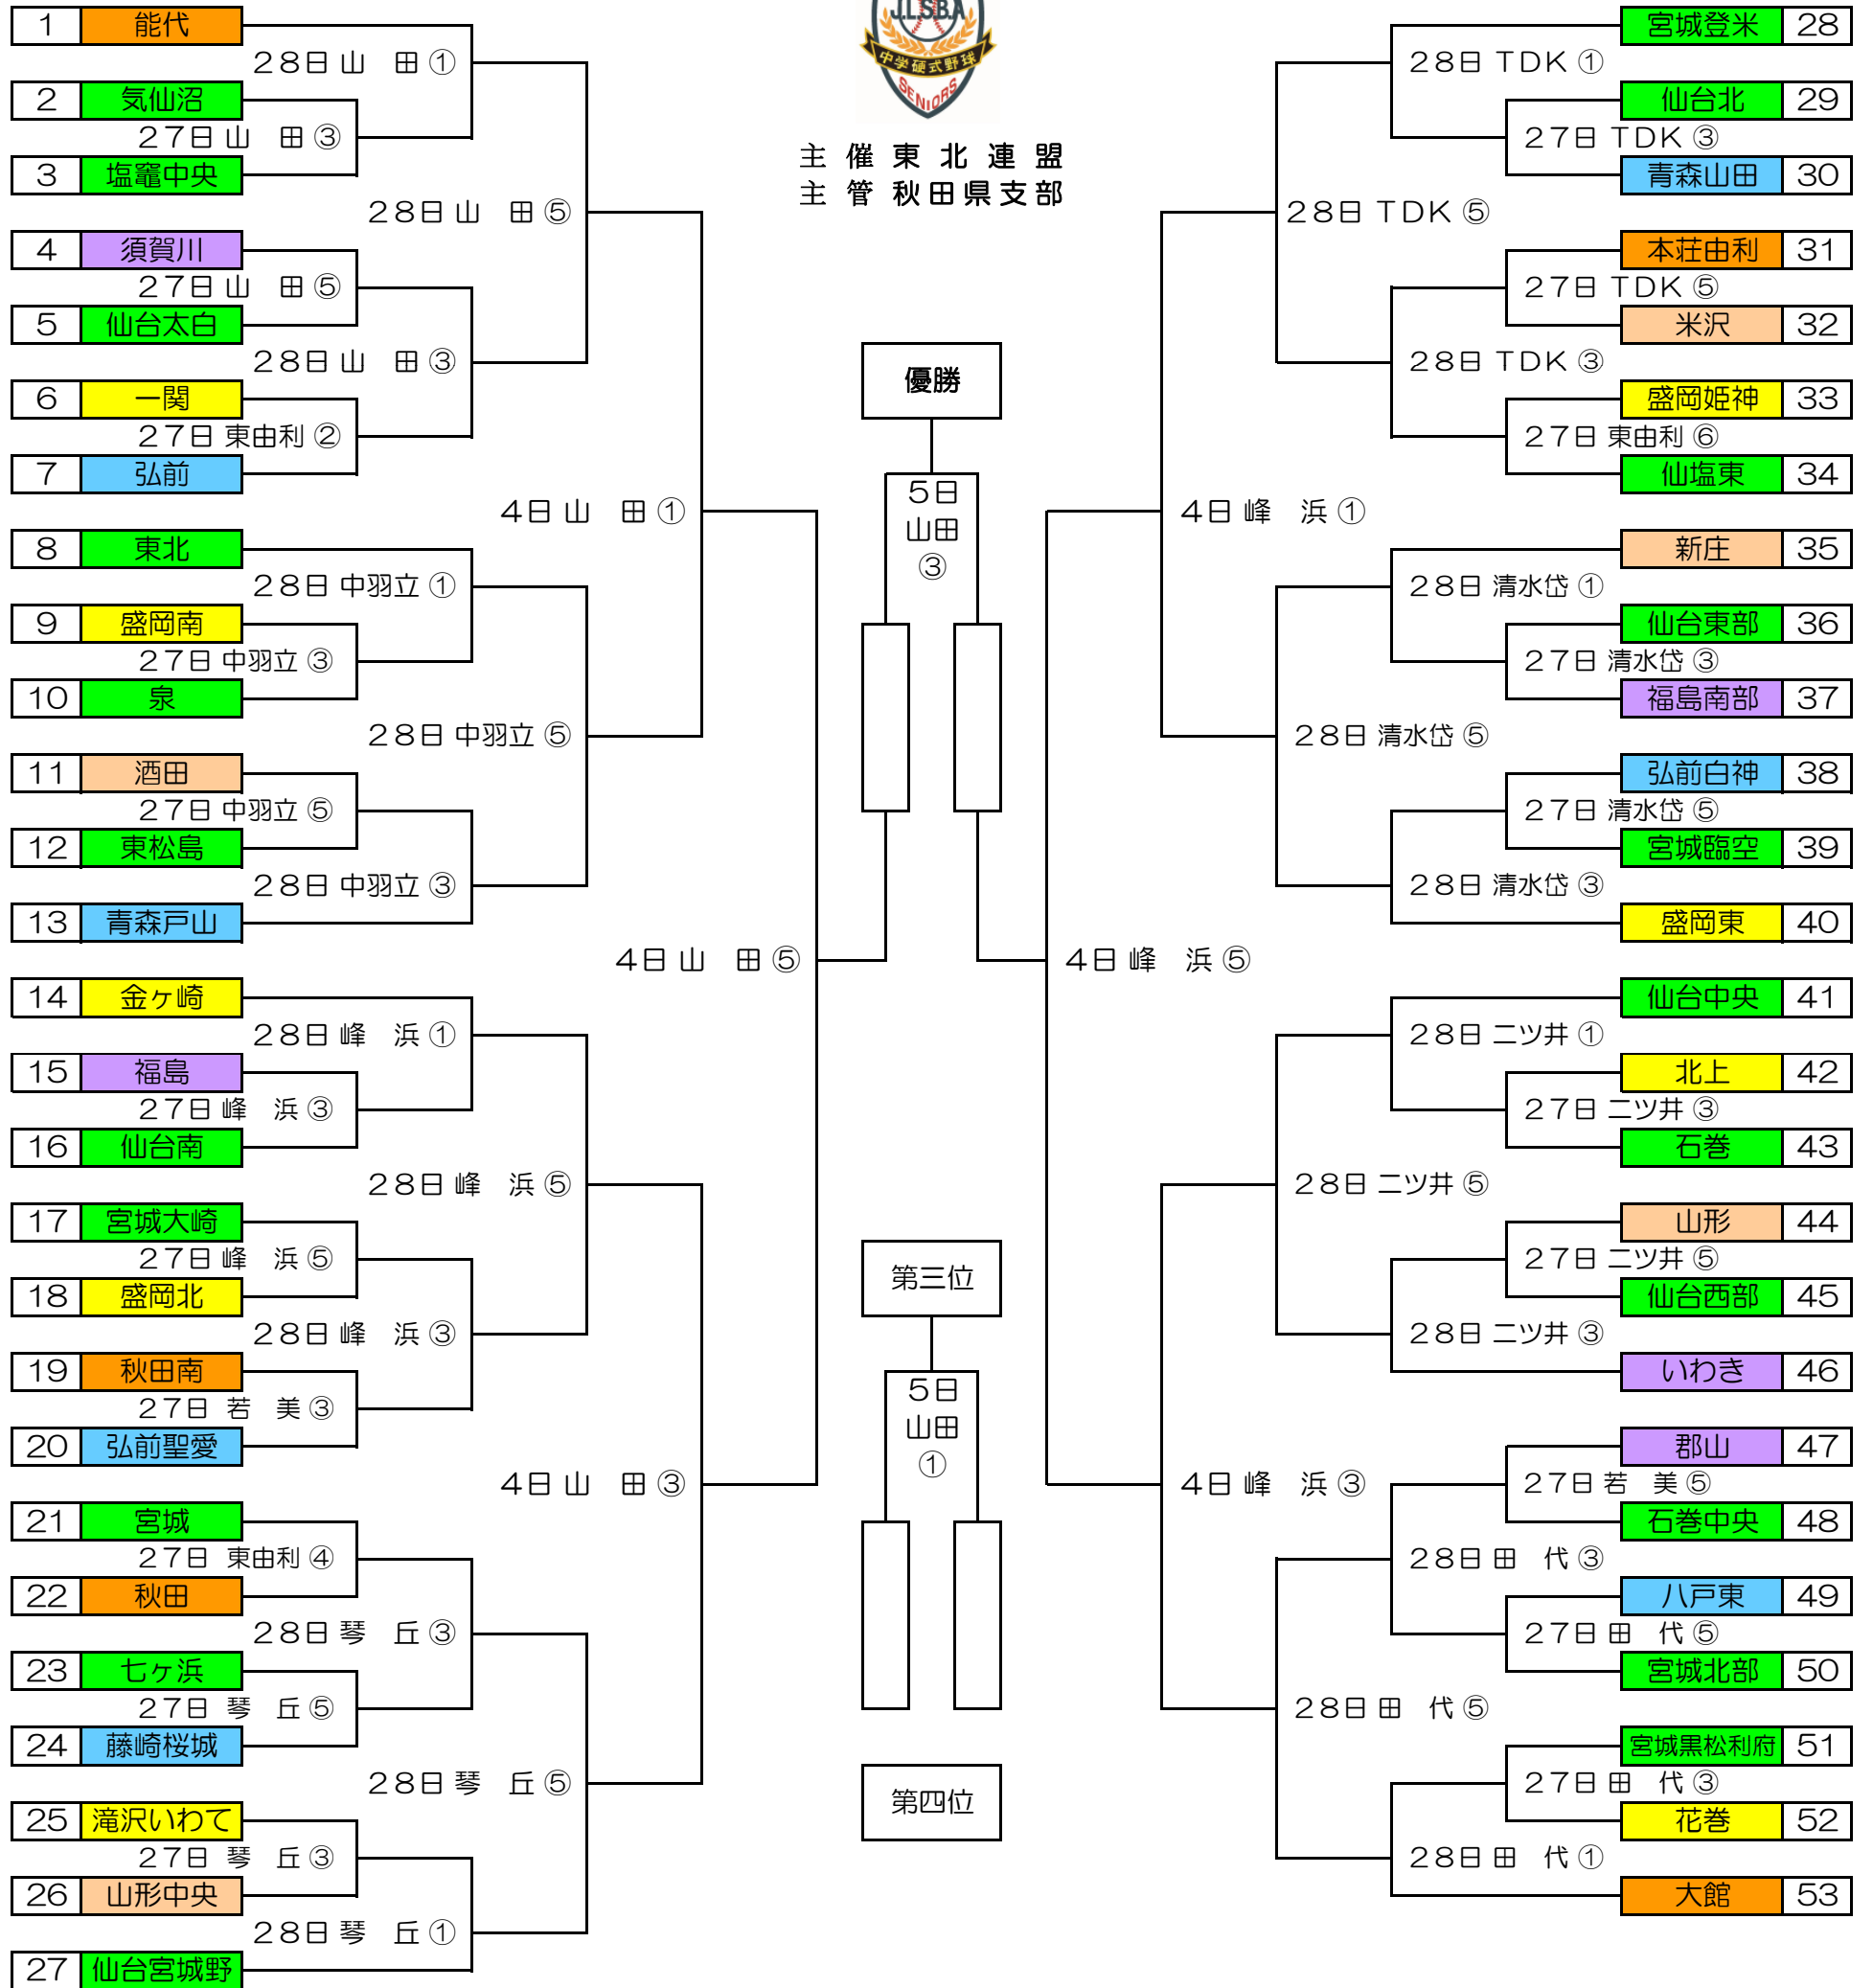 J.L.S.B.A
中学硬式野球
SENIORS
主 催 東 北 連 盟
主 管 秋田県支部
1 能代
28日 山　田 ①
2 気仙沼
27日 山　田 ③
3 塩竈中央
28日 山　田 ⑤
4 須賀川
27日 山　田 ⑤
5 仙台太白
28日 山　田 ③
6 一関
27日 東由利 ②
7 弘前
4日 山　田 ①
8 東北
28日 中羽立 ①
9 盛岡南
27日 中羽立 ③
10 泉
28日 中羽立 ⑤
11 酒田
27日 中羽立 ⑤
12 東松島
28日 中羽立 ③
13 青森戸山
4日 山　田 ⑤
14 金ヶ崎
28日 峰　浜 ①
15 福島
27日 峰　浜 ③
16 仙台南
28日 峰　浜 ⑤
17 宮城大崎
27日 峰　浜 ⑤
18 盛岡北
28日 峰　浜 ③
19 秋田南
27日 若　美 ③
20 弘前聖愛
4日 山　田 ③
21 宮城
27日 東由利 ④
22 秋田
28日 琴　丘 ③
23 七ヶ浜
27日 琴　丘 ⑤
24 藤崎桜城
28日 琴　丘 ⑤
25 滝沢いわて
27日 琴　丘 ③
26 山形中央
28日 琴　丘 ①
27 仙台宮城野
優勝
5日
山田
③
第三位
5日
山田
①
第四位
宮城登米 28
28日 TDK ①
仙台北 29
27日 TDK ③
青森山田 30
28日 TDK ⑤
本荘由利 31
27日 TDK ⑤
米沢 32
28日 TDK ③
盛岡姫神 33
27日 東由利 ⑥
仙塩東 34
4日 峰　浜 ①
新庄 35
28日 清水岱 ①
仙台東部 36
27日 清水岱 ③
福島南部 37
28日 清水岱 ⑤
弘前白神 38
27日 清水岱 ⑤
宮城臨空 39
28日 清水岱 ③
盛岡東 40
4日 峰　浜 ⑤
仙台中央 41
28日 二ツ井 ①
北上 42
27日 二ツ井 ③
石巻 43
28日 二ツ井 ⑤
山形 44
27日 二ツ井 ⑤
仙台西部 45
28日 二ツ井 ③
いわき 46
郡山 47
27日 若　美 ⑤
4日 峰　浜 ③
石巻中央 48
28日 田　代 ③
八戸東 49
27日 田　代 ⑤
宮城北部 50
28日 田　代 ⑤
宮城黒松利府 51
27日 田　代 ③
花巻 52
28日 田　代 ①
大館 53